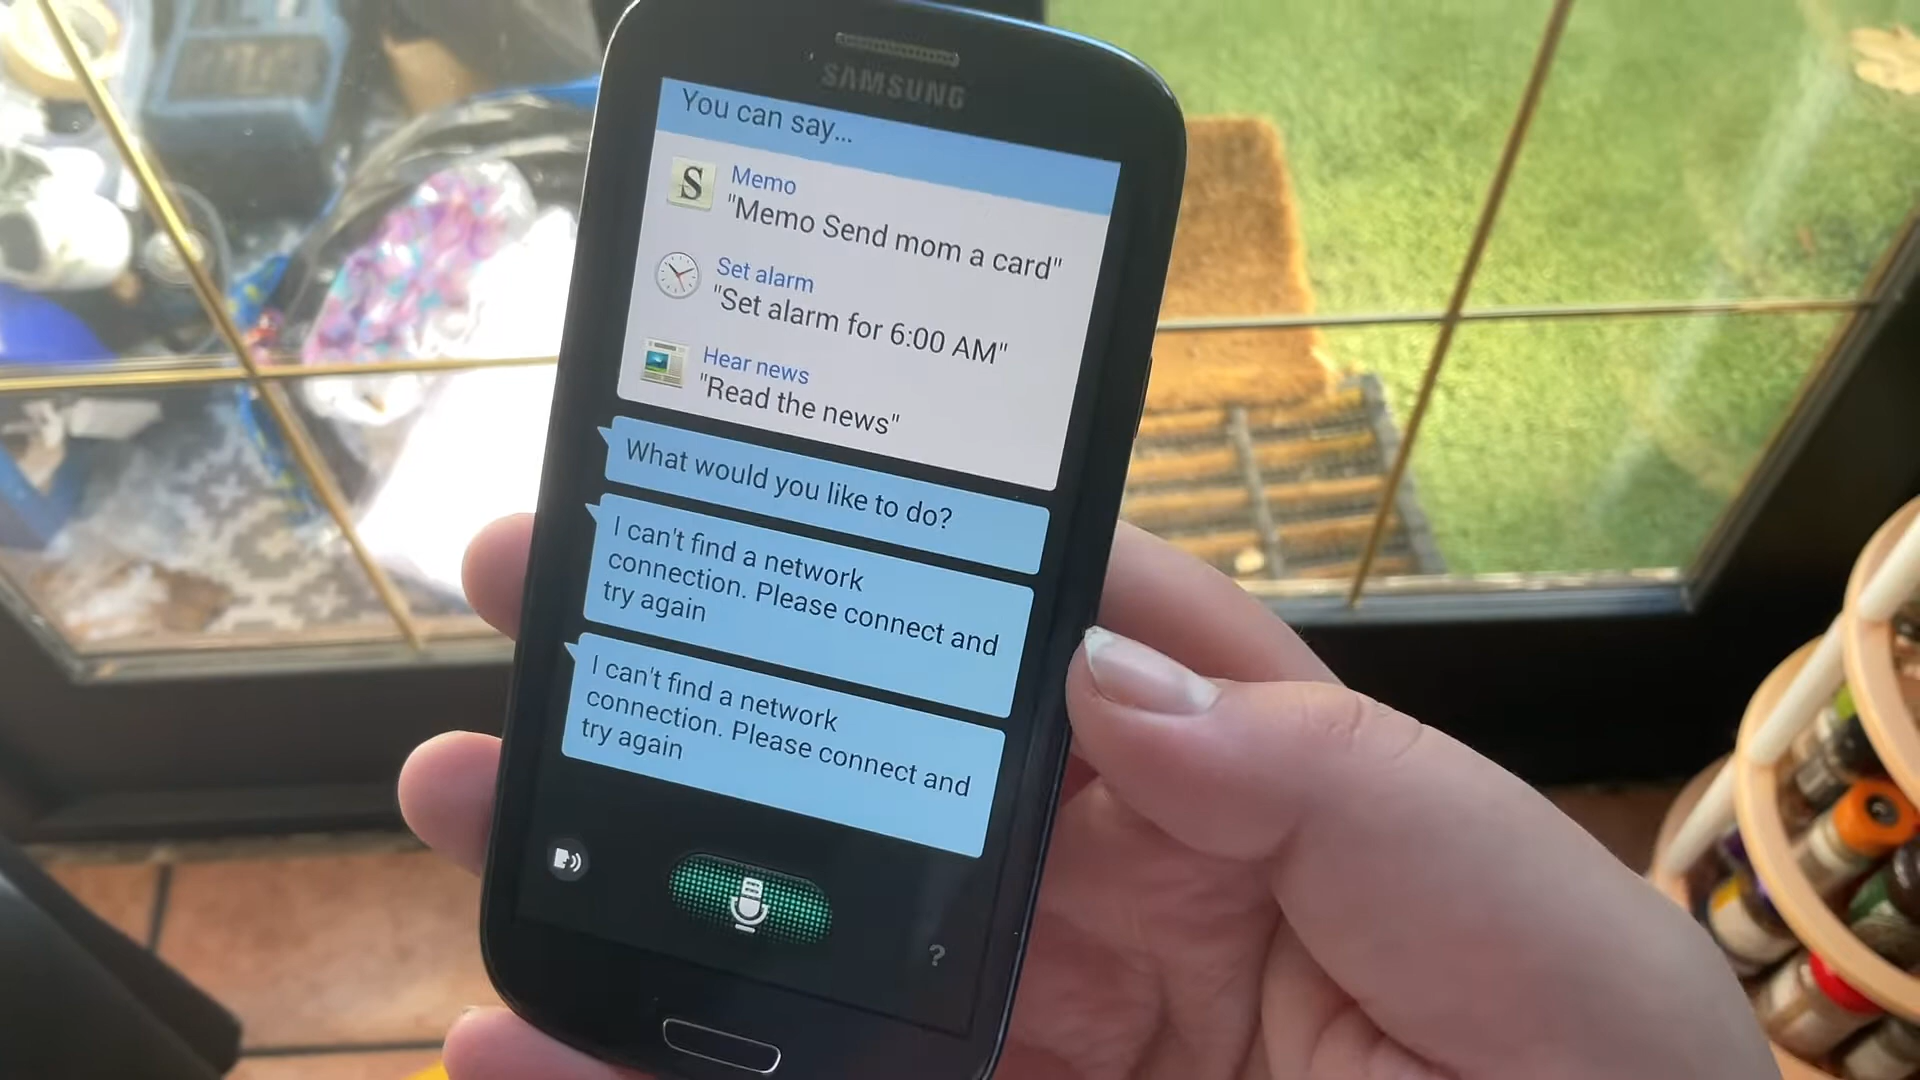 SAMSUNG
You can say...
S
Memo
"Memo Send mom a card"
Set alarm
"Set alarm for 6:00 AM"
Hear news
"Read the news"
What would you like to do?
I can't find a network
connection. Please connect and
try again
I can't find a network
connection. Please connect and
try again
?